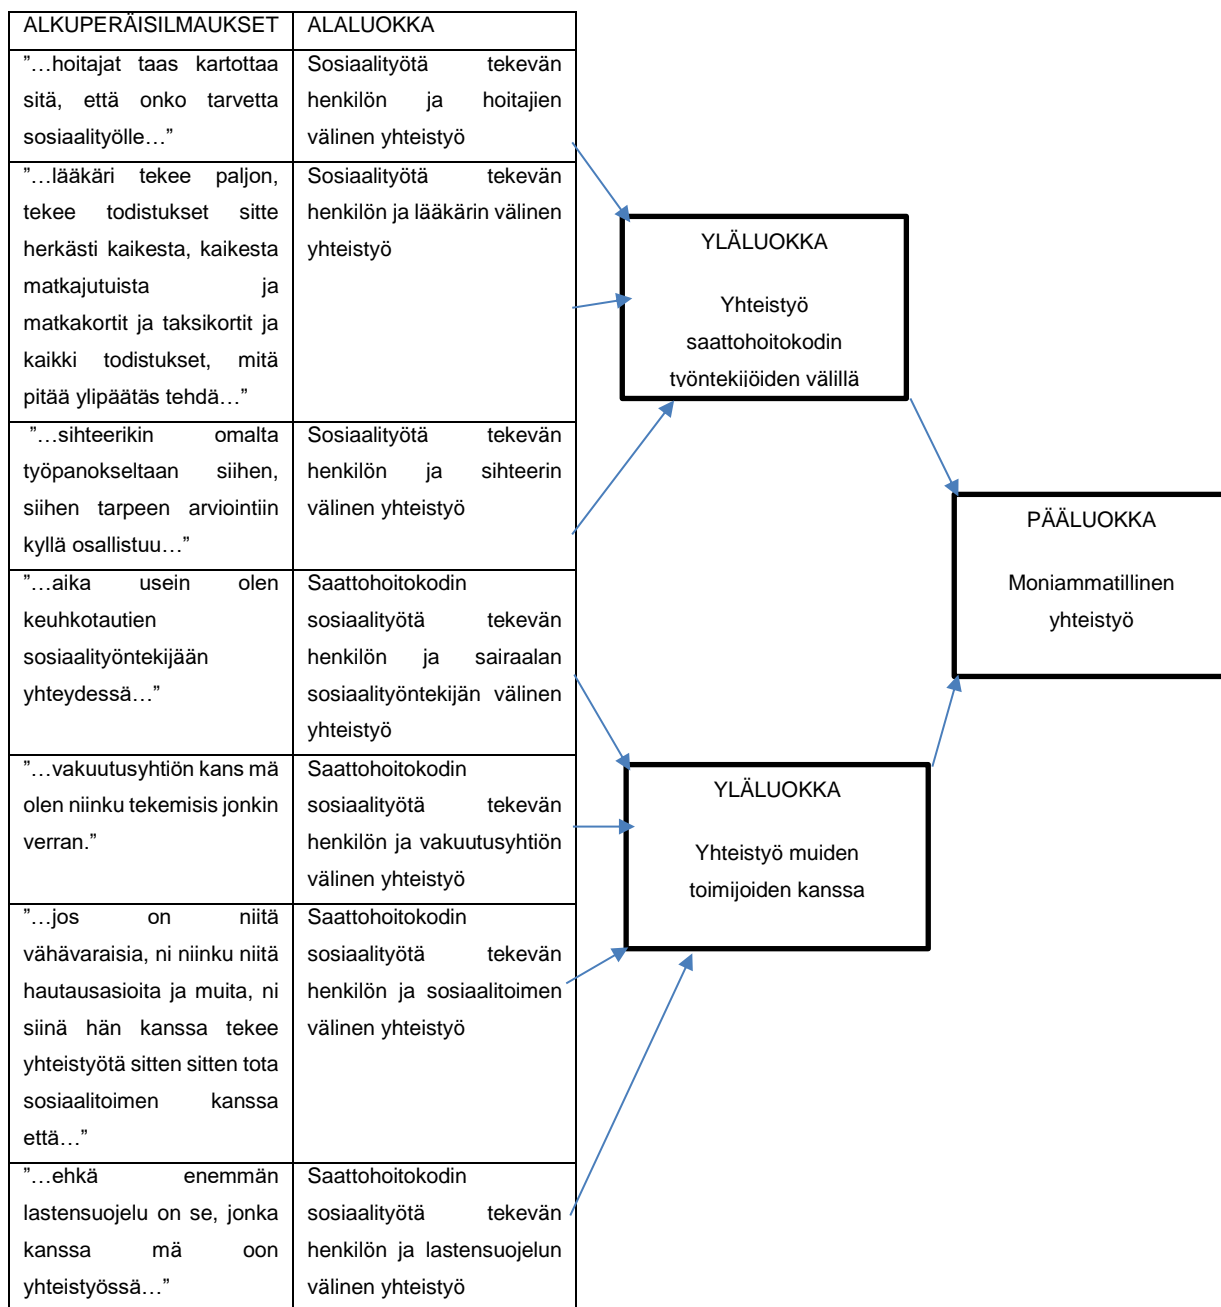 ALKUPERÄISILMAUKSET
ALALUOKKA
”…hoitajat taas kartottaa
sitä, että onko tarvetta
sosiaalityölle…”
Sosiaalityötä tekevän
henkilön ja hoitajien
välinen yhteistyö
”…lääkäri tekee paljon,
tekee todistukset sitte
herkästi kaikesta, kaikesta
matkajutuista ja
matkakortit ja taksikortit ja
kaikki todistukset, mitä
pitää ylipäätäs tehdä…”
Sosiaalityötä tekevän
henkilön ja lääkärin välinen
yhteistyö
”…sihteerikin omalta
työpanokseltaan siihen,
siihen tarpeen arviointiin
kyllä osallistuu…”
Sosiaalityötä tekevän
henkilön ja sihteerin
välinen yhteistyö
”…aika usein olen
keuhkotautien
sosiaalityöntekijään
yhteydessä…”
Saattohoitokodin
sosiaalityötä tekevän
henkilön ja sairaalan
sosiaalityöntekijän välinen
yhteistyö
”…vakuutusyhtiön kans mä
olen niinku tekemisis jonkin
verran.”
Saattohoitokodin
sosiaalityötä tekevän
henkilön ja vakuutusyhtiön
välinen yhteistyö
”…jos on niitä
vähävaraisia, ni niinku niitä
hautausasioita ja muita, ni
siinä hän kanssa tekee
yhteistyötä sitten sitten tota
sosiaalitoimen kanssa
että…”
Saattohoitokodin
sosiaalityötä tekevän
henkilön ja sosiaalitoimen
välinen yhteistyö
”…ehkä enemmän
lastensuojelu on se, jonka
kanssa mä oon
yhteistyössä…”
Saattohoitokodin
sosiaalityötä tekevän
henkilön ja lastensuojelun
välinen yhteistyö
YLÄLUOKKA
Yhteistyö
saattohoitokodin
työntekijöiden välillä
YLÄLUOKKA
Yhteistyö muiden
toimijoiden kanssa
PÄÄLUOKKA
Moniammatillinen
yhteistyö